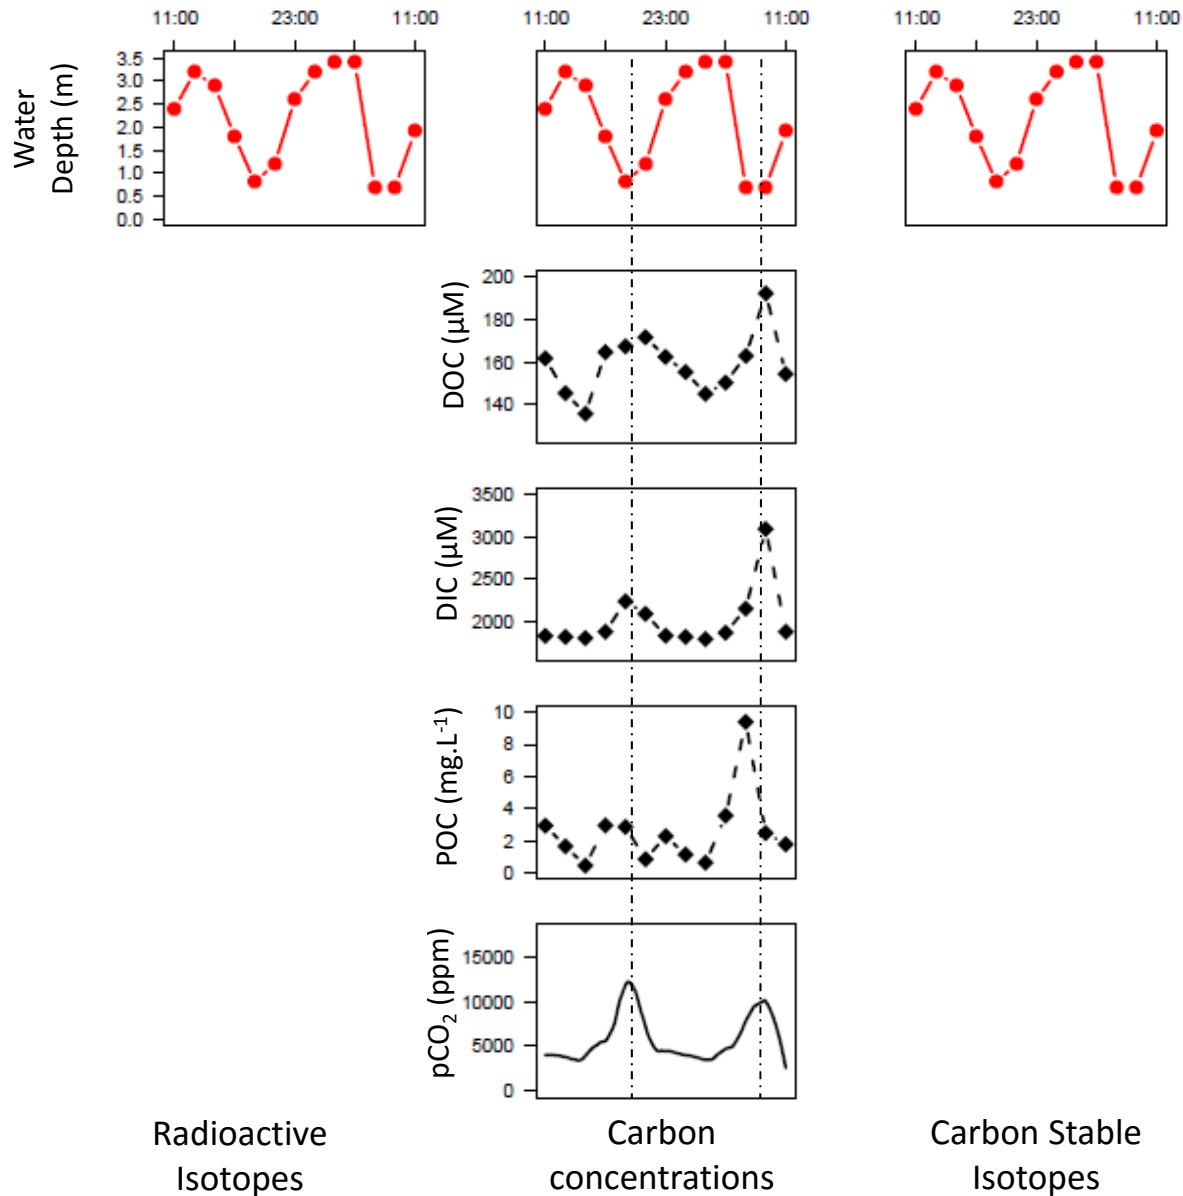 11:00 23:00 11:00 11:00 23:00 11:00 11:00 23:00 11:00
Water
Depth (m)
3.5
3.0
2.5
2.0
1.5
1.0
0.5
0.0
DOC (µM)
200
180
160
140
DIC (µM)
3500
3000
2500
2000
POC (mg.L⁻¹)
10
8
6
4
2
0
pCO₂ (ppm)
15000
10000
5000
0
Radioactive
Isotopes
Carbon
concentrations
Carbon Stable
Isotopes